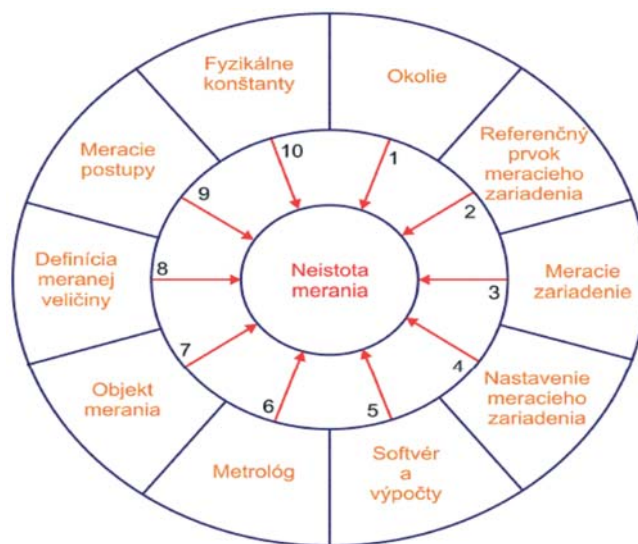 Fyzikálne
konštanty
Okolie
Referenčný
prvok
meracieho
zariadenia
Meracie
zariadenie
Nastavenie
meracieho
zariadenia
Softvér
a
výpočty
Metrológ
Objekt
merania
Definícia
meranej
veličiny
Meracie
postupy
10
1
2
3
4
5
6
7
8
9
Neistota
merania